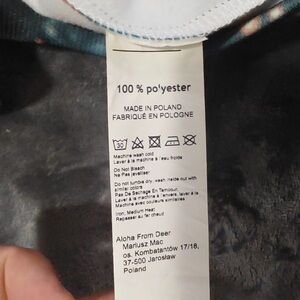 100 % polyester
MADE IN POLAND
FABRIQUÉ EN POLOGNE
30
Machine wash cold
Laver à la machine à l'eau froide
Do Not Bleach
Ne Pas javelliser
Do not tumble dry, wash inside out with
similar colors
Pas De Sechage En Tambour,
Lavez à l'envers, Laver à la
Machine avec couleurs similaires
Iron, Medium Heat
Repasser au fer chaud
Aloha From Deer
Mariusz Mac
os. Kombatantów 17/18,
37-500 Jarosław
Poland